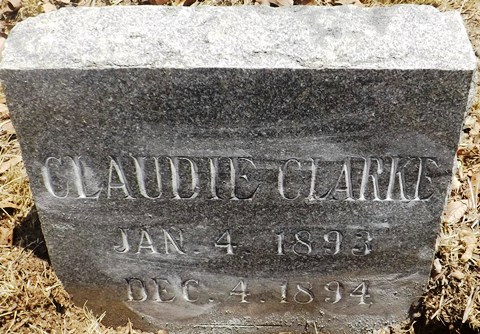 CLAUDIE CLARKE
JAN. 4. 1893
DEC. 4. 1894